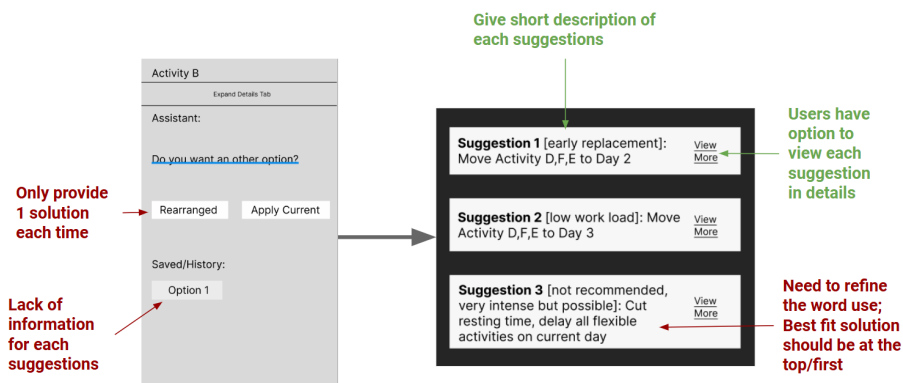 Give short description of
each suggestions
Activity B
Expand Details Tab
Assistant:
Do you want an other option?
Only provide
1 solution
each time
Rearranged
Apply Current
Saved/History:
Option 1
Lack of
information
for each
suggestions
Suggestion 1 [early replacement]:
Move Activity D,F,E to Day 2
View
More
Users have
option to
view each
suggestion
in details
Suggestion 2 [low work load]: Move
Activity D,F,E to Day 3
View
More
Suggestion 3 [not recommended,
very intense but possible]: Cut
resting time, delay all flexible
activities on current day
View
More
Need to refine
the word use;
Best fit solution
should be at the
top/first